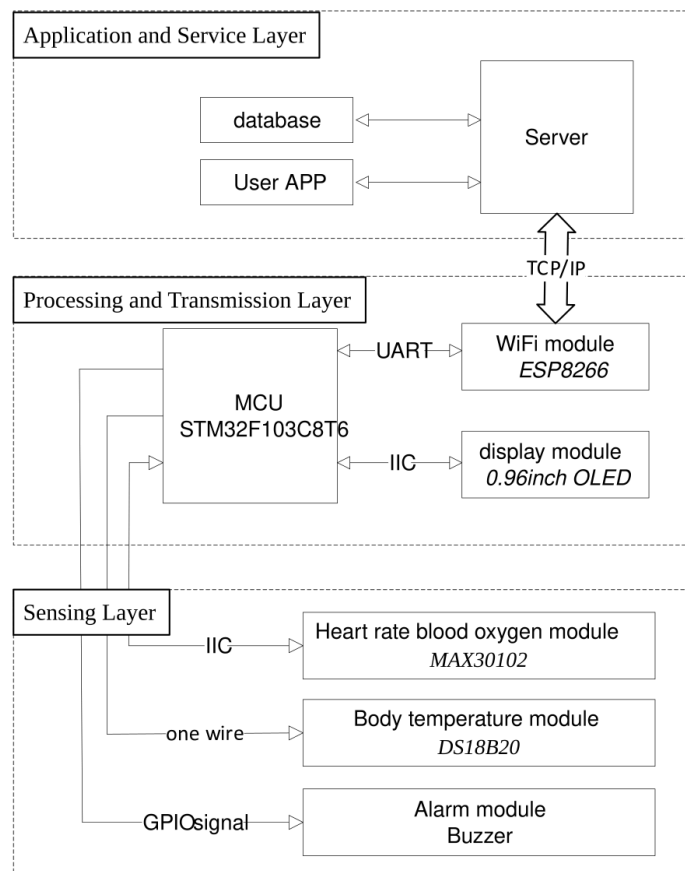 Application and Service Layer
database
Server
User APP
TCP/IP
Processing and Transmission Layer
WiFi module
ESP8266
UART
MCU
STM32F103C8T6
display module
0.96inch OLED
IIC
Sensing Layer
Heart rate blood oxygen module
MAX30102
IIC
Body temperature module
DS18B20
one wire
Alarm module
Buzzer
GPIOsignal